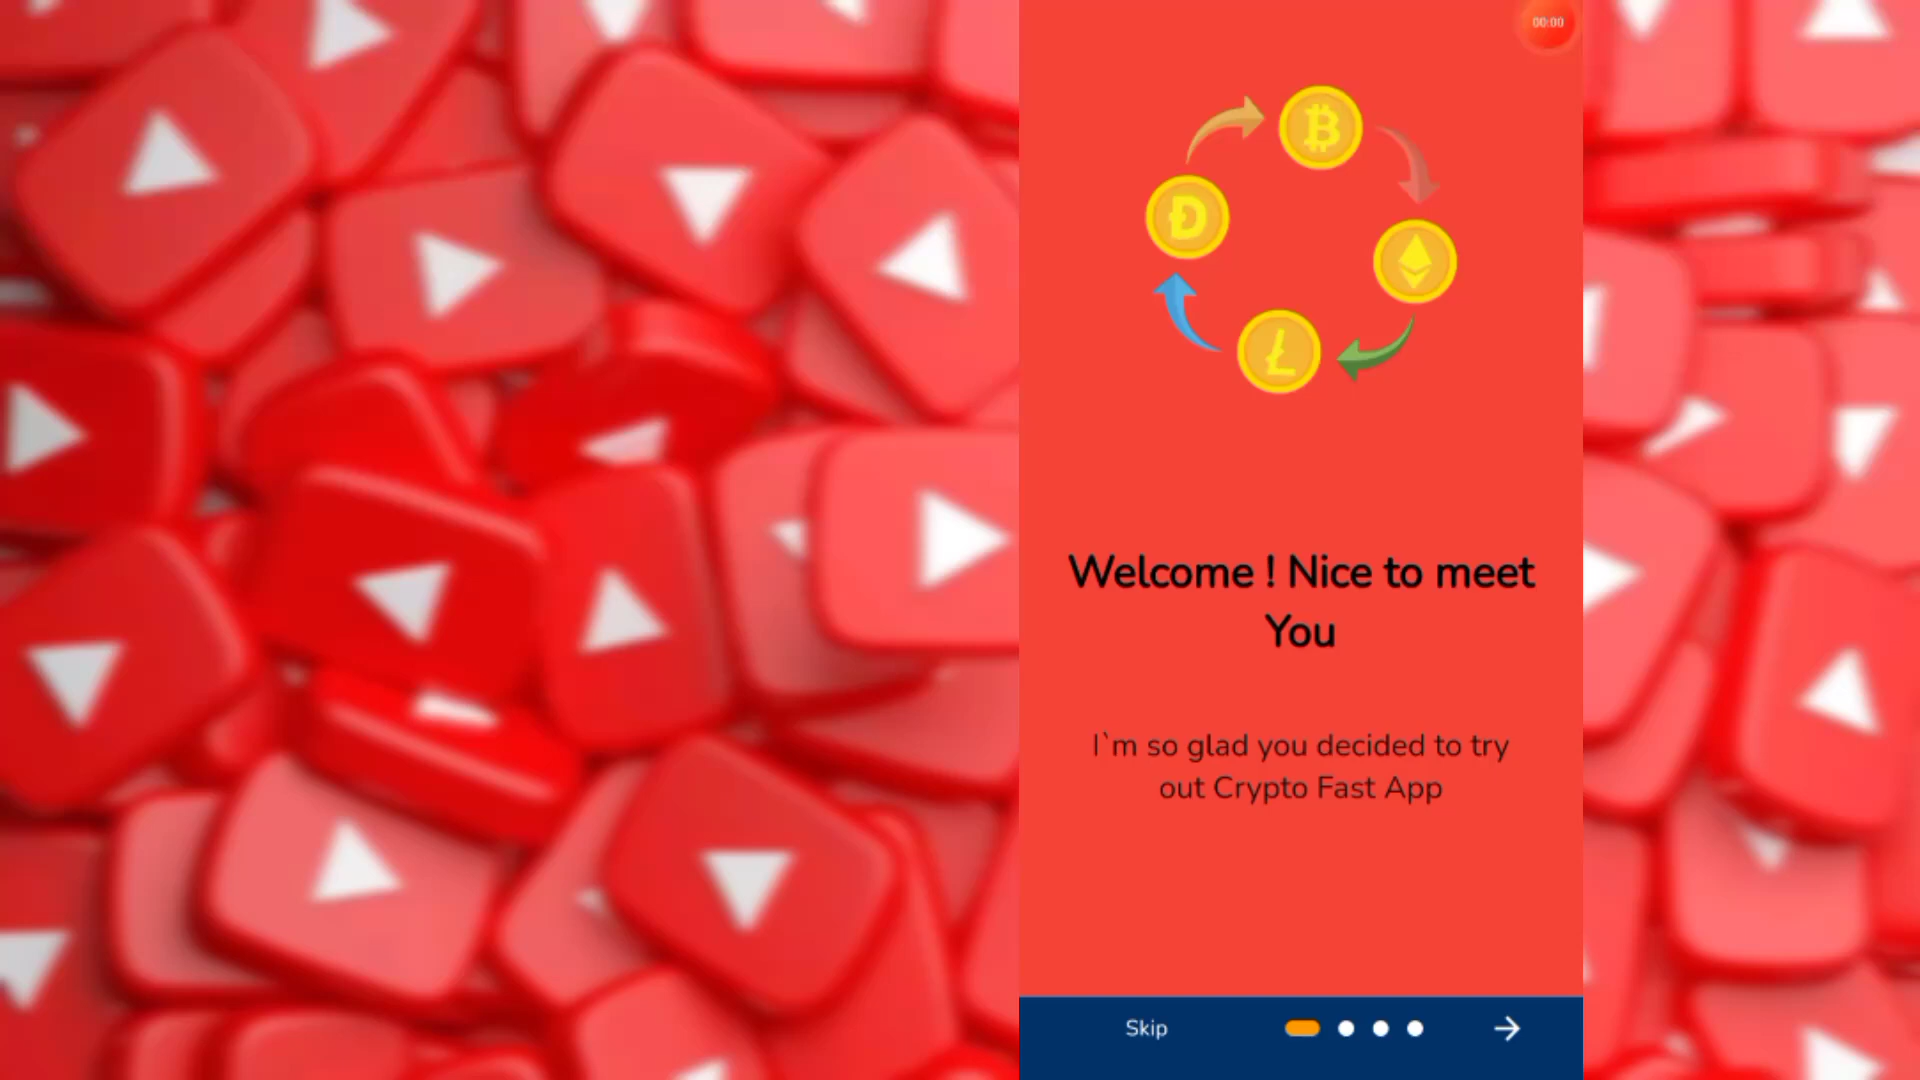 00:00
Welcome ! Nice to meet
You
I`m so glad you decided to try
out Crypto Fast App
Skip